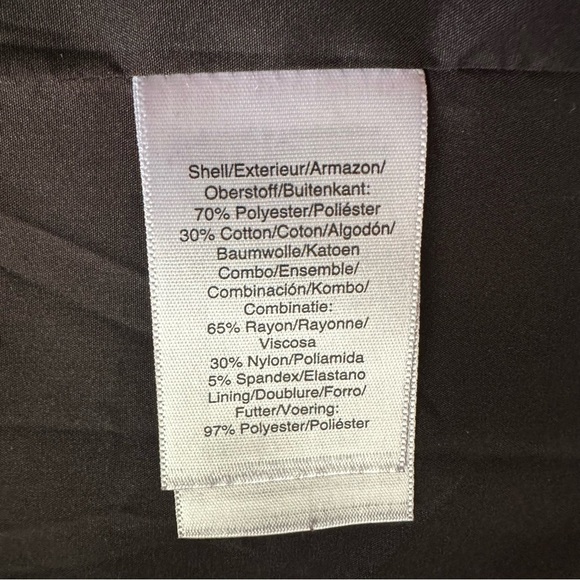 Shell/Exterieur/Armazon/
Oberstoff/Buitenkant:
70% Polyester/Poliéster
30% Cotton/Coton/Algodón/
Baumwolle/Katoen
Combo/Ensemble/
Combinación/Kombo/
Combinatie:
65% Rayon/Rayonne/
Viscosa
30% Nylon/Poliamida
5% Spandex/Elastano
Lining/Doublure/Forro/
Futter/Voering:
97% Polyester/Poliéster